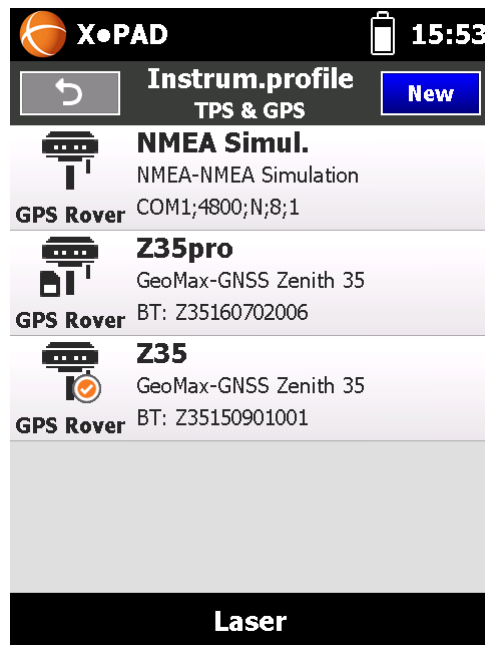 X•PAD
15:53
Instrum.profile
TPS & GPS
New
NMEA Simul.
NMEA-NMEA Simulation
GPS Rover COM1;4800;N;8;1
Z35pro
GeoMax-GNSS Zenith 35
GPS Rover BT: Z35160702006
Z35
GeoMax-GNSS Zenith 35
GPS Rover BT: Z35150901001
Laser